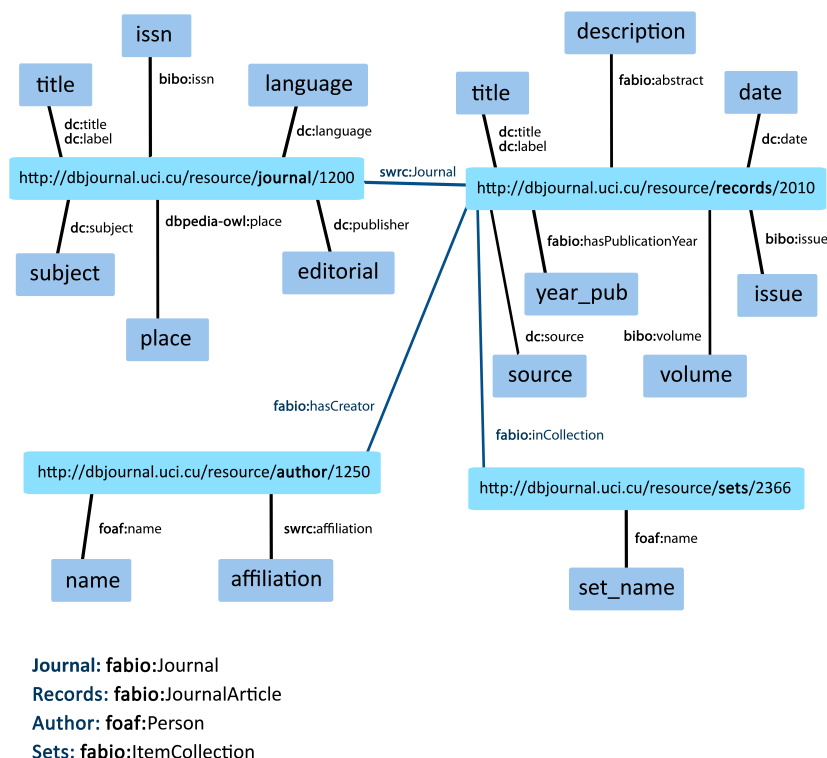 issn
description
title
language
title
date
bibo:issn
fabio:abstract
dc:title
dc:label
dc:language
dc:title
dc:label
dc:date
http://dbjournal.uci.cu/resource/journal/1200
swrc:Journal
http://dbjournal.uci.cu/resource/records/2010
dc:subject
dbpedia-owl:place
dc:publisher
fabio:hasPublicationYear
bibo:issue
subject
editorial
year_pub
issue
place
dc:source
bibo:volume
source
volume
fabio:hasCreator
fabio:inCollection
http://dbjournal.uci.cu/resource/author/1250
http://dbjournal.uci.cu/resource/sets/2366
foaf:name
swrc:affiliation
foaf:name
name
affiliation
set_name
Journal: fabio:Journal
Records: fabio:JournalArticle
Author: foaf:Person
Sets: fabio:ItemCollection